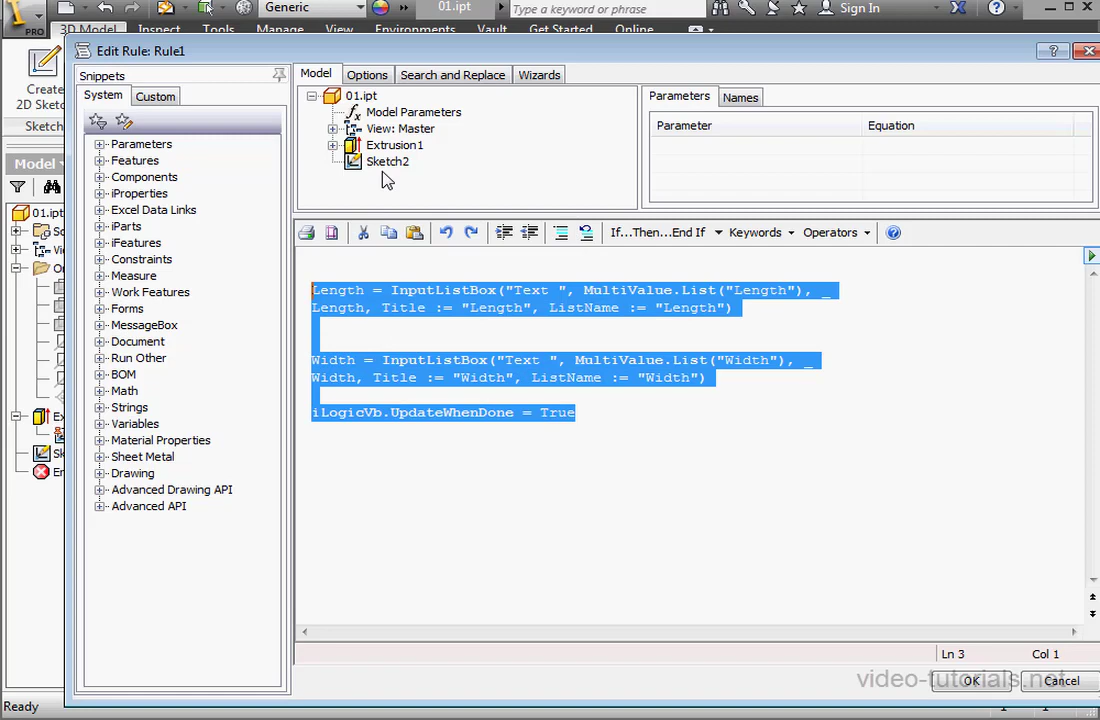 PRO
Generic
01.ipt
Type a keyword or phrase
Sign In
3D Model
Inspect
Tools
Manage
View
Environments
Vault
Get Started
Online
Edit Rule: Rule1
Create
2D Sketc
Sketch
Model
01.ipt
Snippets
System
Custom
Parameters
Features
Components
iProperties
Excel Data Links
iParts
iFeatures
Constraints
Measure
Work Features
Forms
MessageBox
Document
Run Other
BOM
Math
Strings
Variables
Material Properties
Sheet Metal
Drawing
Advanced Drawing API
Advanced API
Model
Options
Search and Replace
Wizards
01.ipt
Model Parameters
View: Master
Extrusion1
Sketch2
Parameters
Names
Parameter
Equation
If...Then...End If
Keywords
Operators
Length = InputListBox("Text ", MultiValue.List("Length"), _
Length, Title := "Length", ListName := "Length")
Width = InputListBox("Text ", MultiValue.List("Width"), _
Width, Title := "Width", ListName := "Width")
iLogicVb.UpdateWhenDone = True
Ln 3
Col 1
video-tutorials.net
OK
Cancel
Ready